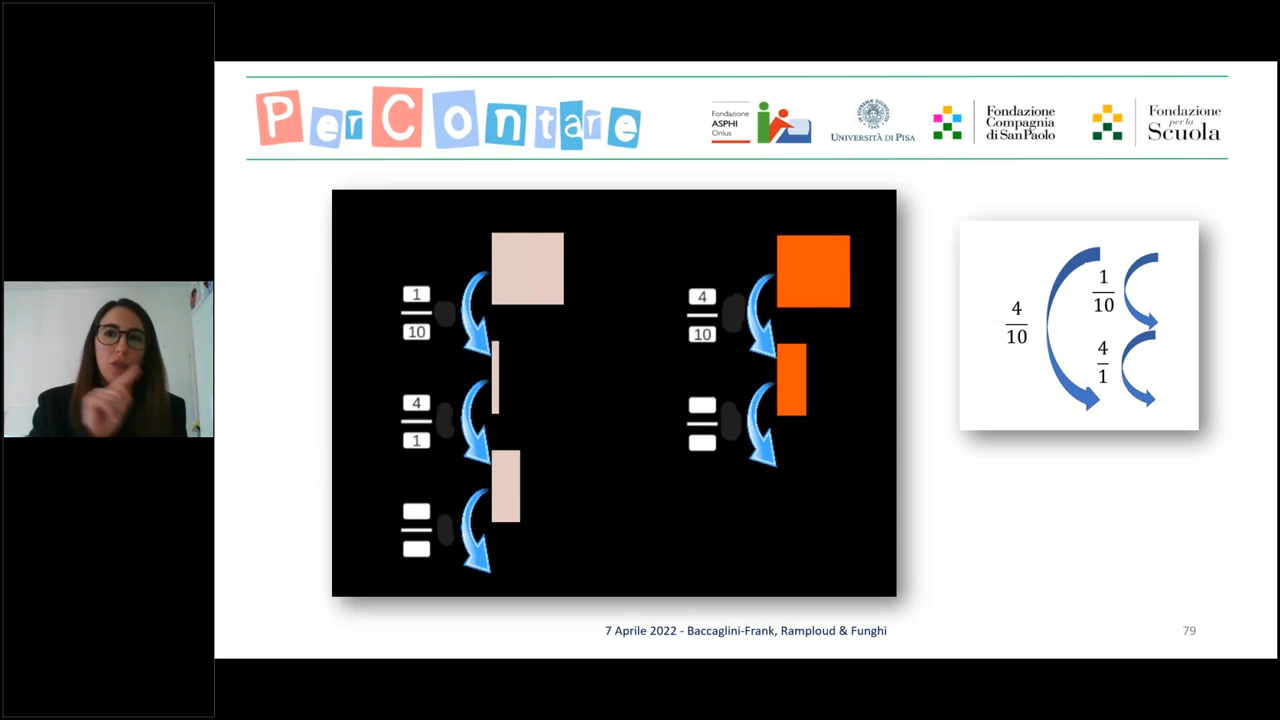 PerContare
Fondazione
ASPHI
Onlus
UNIVERSITÀ DI PISA
Fondazione
Compagnia
di San Paolo
Fondazione
per la
Scuola
1
10
4
1
4
10
4
10
1
10
4
1
7 Aprile 2022 - Baccaglini-Frank, Ramploud & Funghi
79